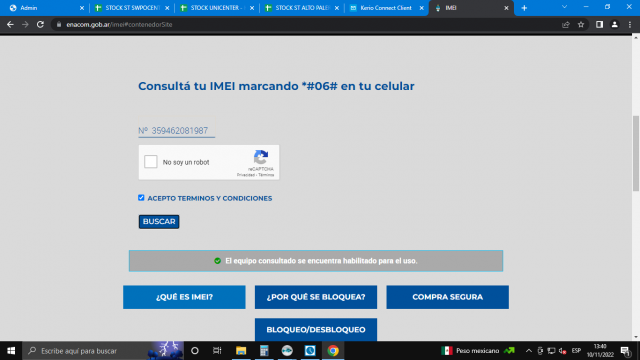 Admin
STOCK ST SWPOCENT
STOCK UNICENTER -
STOCK ST ALTO PALE
Kerio Connect Client
IMEI
enacom.gob.ar/imei#contenedorSite
Consultá tu IMEI marcando *#06# en tu celular
Nº 359462081987
No soy un robot
reCAPTCHA
Privacidad - Términos
ACEPTO TERMINOS Y CONDICIONES
BUSCAR
El equipo consultado se encuentra habilitado para el uso.
¿QUÉ ES IMEI?
¿POR QUÉ SE BLOQUEA?
COMPRA SEGURA
BLOQUEO/DESBLOQUEO
Escribe aquí para buscar
Peso mexicano
ESP
13:40
10/11/2022